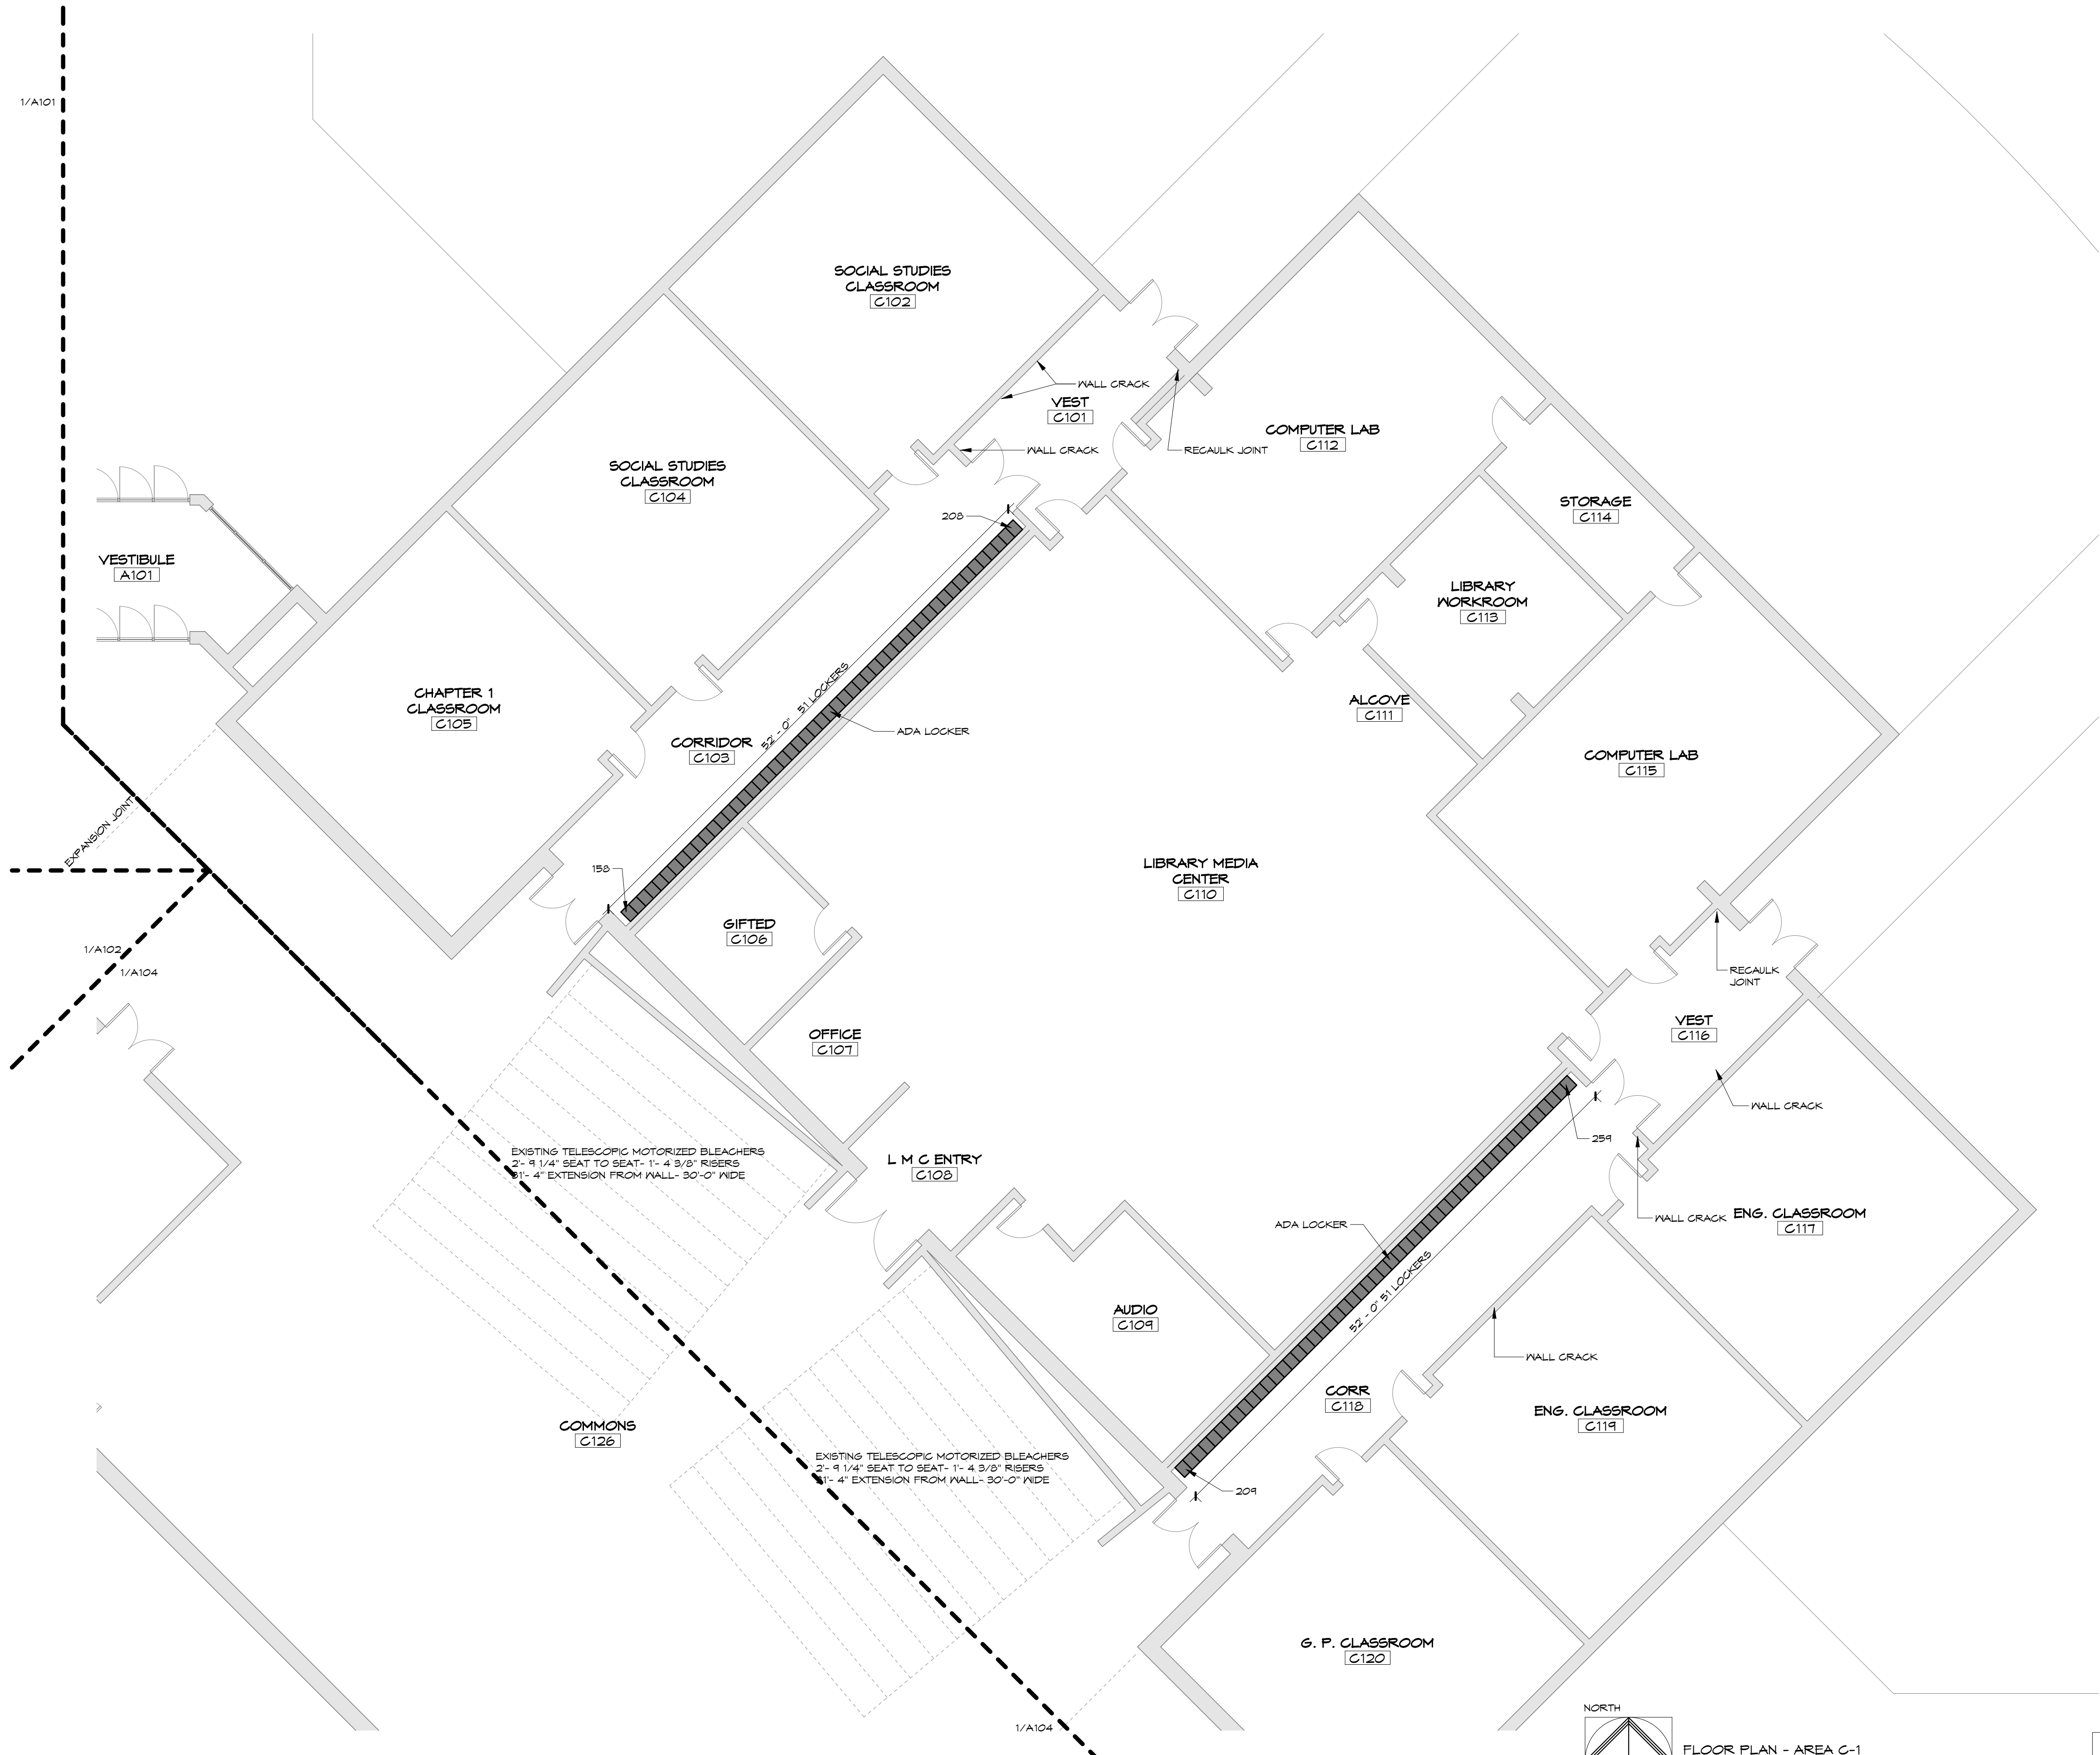 1/A101
SOCIAL STUDIES
CLASSROOM
C102
WALL CRACK
VEST
C101
WALL CRACK
RECAULK JOINT
COMPUTER LAB
C112
SOCIAL STUDIES
CLASSROOM
C104
STORAGE
C114
208
VESTIBULE
A101
LIBRARY
WORKROOM
C113
CHAPTER 1
CLASSROOM
C105
52' - 0" 51 LOCKERS
ALCOVE
C111
ADA LOCKER
CORRIDOR
C103
COMPUTER LAB
C115
EXPANSION JOINT
158
LIBRARY MEDIA
CENTER
C110
GIFTED
C106
1/A102
1/A104
RECAULK
JOINT
OFFICE
C107
VEST
C116
WALL CRACK
259
EXISTING TELESCOPIC MOTORIZED BLEACHERS
2'- 9 1/4" SEAT TO SEAT- 1'- 4 3/8" RISERS
31'- 4" EXTENSION FROM WALL- 30'-0" WIDE
L M C ENTRY
C108
WALL CRACK
ENG. CLASSROOM
C117
ADA LOCKER
52' - 0" 51 LOCKERS
AUDIO
C109
WALL CRACK
CORR
C118
ENG. CLASSROOM
C119
COMMONS
C126
EXISTING TELESCOPIC MOTORIZED BLEACHERS
2'- 9 1/4" SEAT TO SEAT- 1'- 4 3/8" RISERS
31'- 4" EXTENSION FROM WALL- 30'-0" WIDE
209
G. P. CLASSROOM
C120
NORTH
1/A104
FLOOR PLAN - AREA C-1